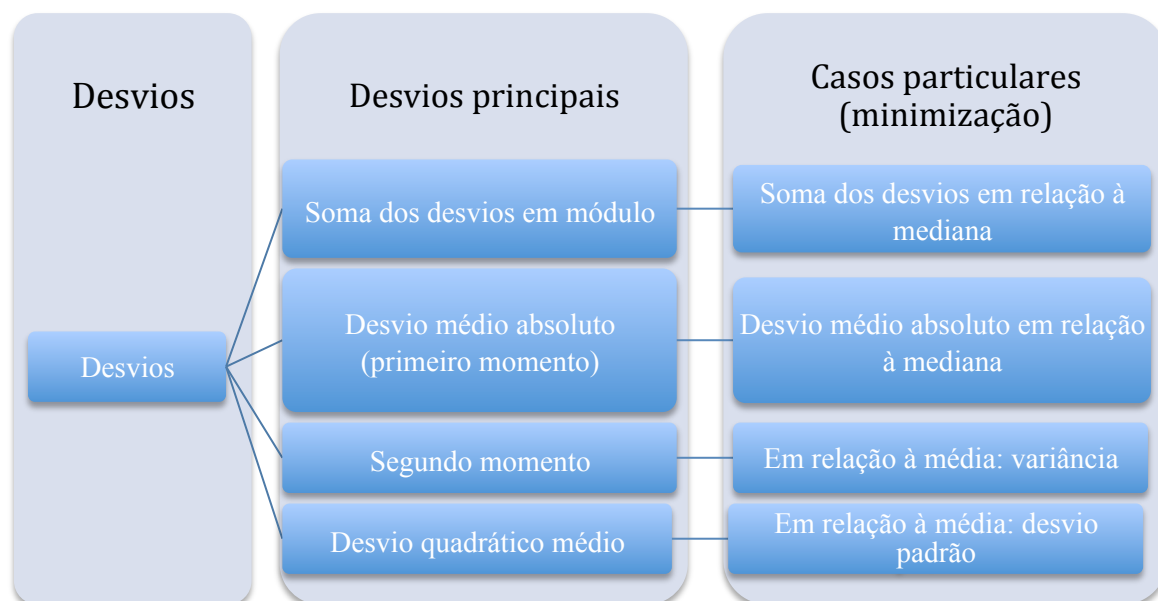 Desvios
Desvios
Desvios principais
Soma dos desvios em módulo
Desvio médio absoluto
(primeiro momento)
Segundo momento
Desvio quadrático médio
Casos particulares
(minimização)
Soma dos desvios em relação à
mediana
Desvio médio absoluto em relação
à mediana
Em relação à média: variância
Em relação à média: desvio
padrão